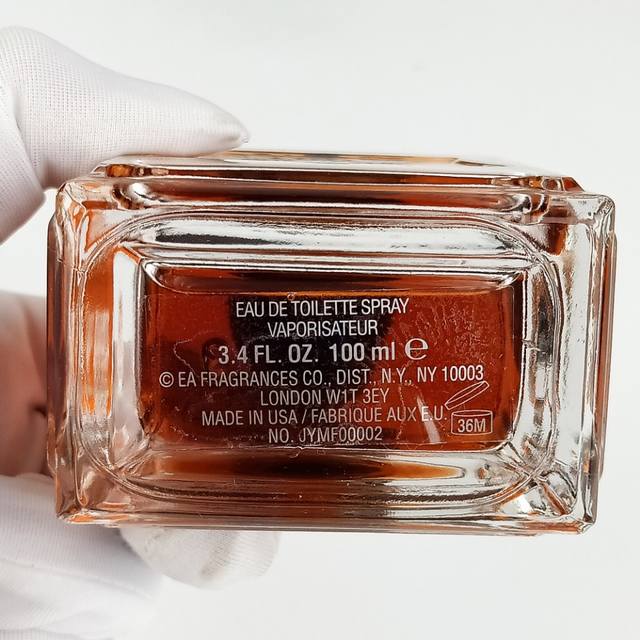 EAU DE TOILETTE SPRAY
VAPORISATEUR
3.4 FL. OZ. 100 ml ℮
© EA FRAGRANCES CO., DIST., N.Y., NY 10003
LONDON W1T 3EY
MADE IN USA / FABRIQUE AUX E.U.
NO. JYMF00002
36M